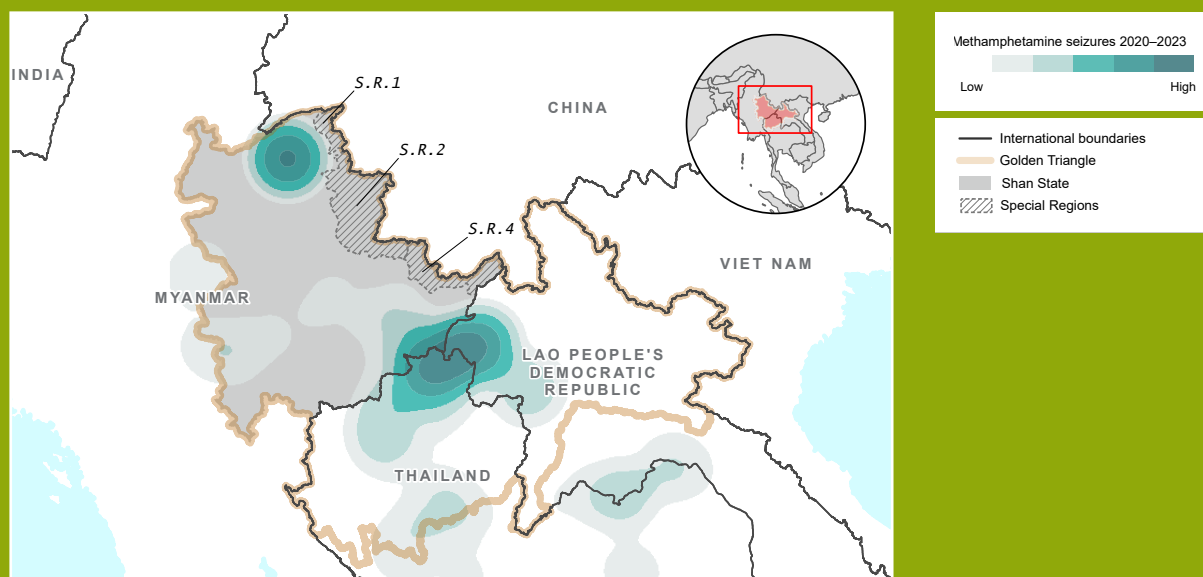 INDIA
S.R.1
CHINA
S.R.2
S.R.4
VIET NAM
MYANMAR
LAO PEOPLE'S
DEMOCRATIC
REPUBLIC
THAILAND
Methamphetamine seizures 2020–2023
Low
High
International boundaries
Golden Triangle
Shan State
Special Regions